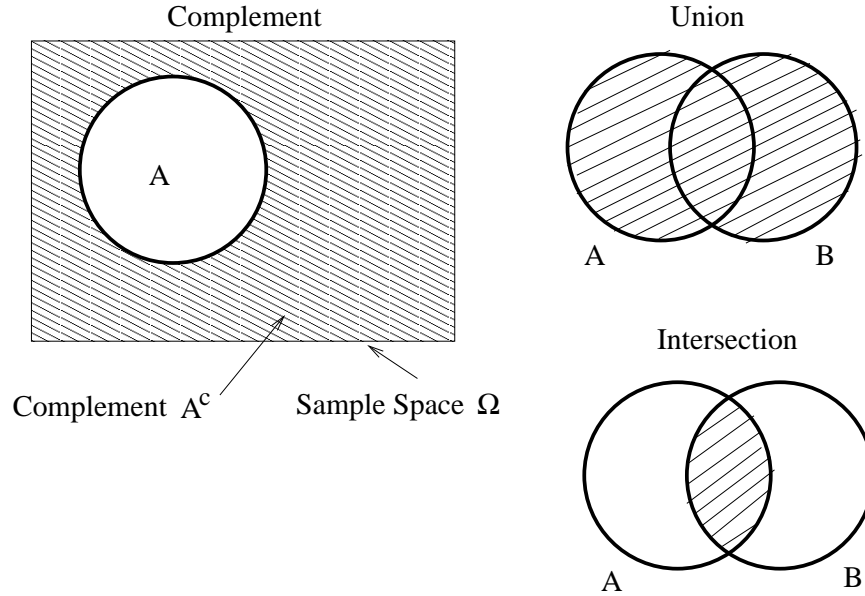 Complement
A
Complement A^c
Sample Space Ω
Union
A B
Intersection
A B